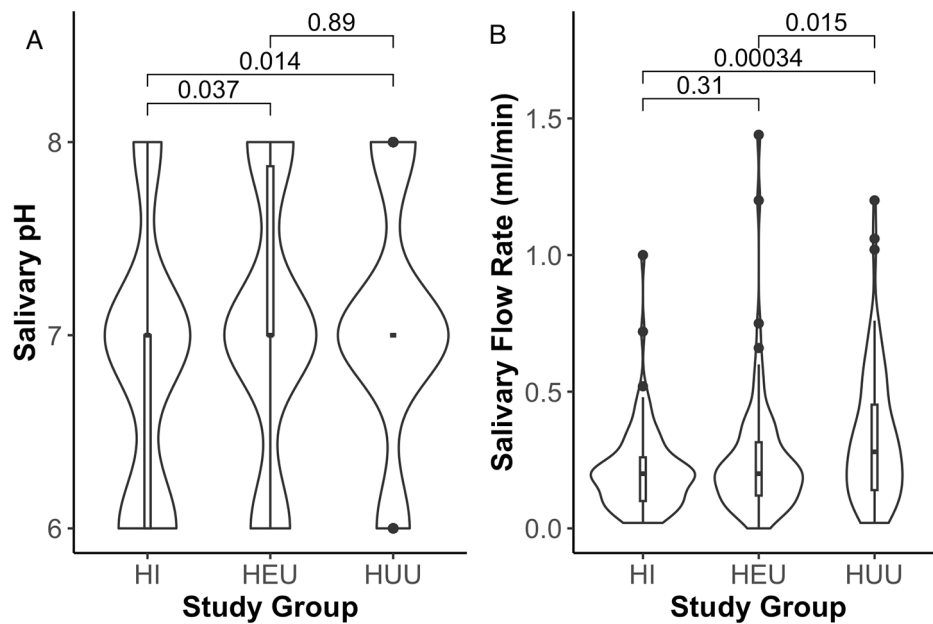 A
0.89
0.014
0.037
Salivary pH
8
7
6
HI HEU HUU
Study Group
B
0.015
0.00034
0.31
Salivary Flow Rate (ml/min)
1.5
1.0
0.5
0.0
HI HEU HUU
Study Group